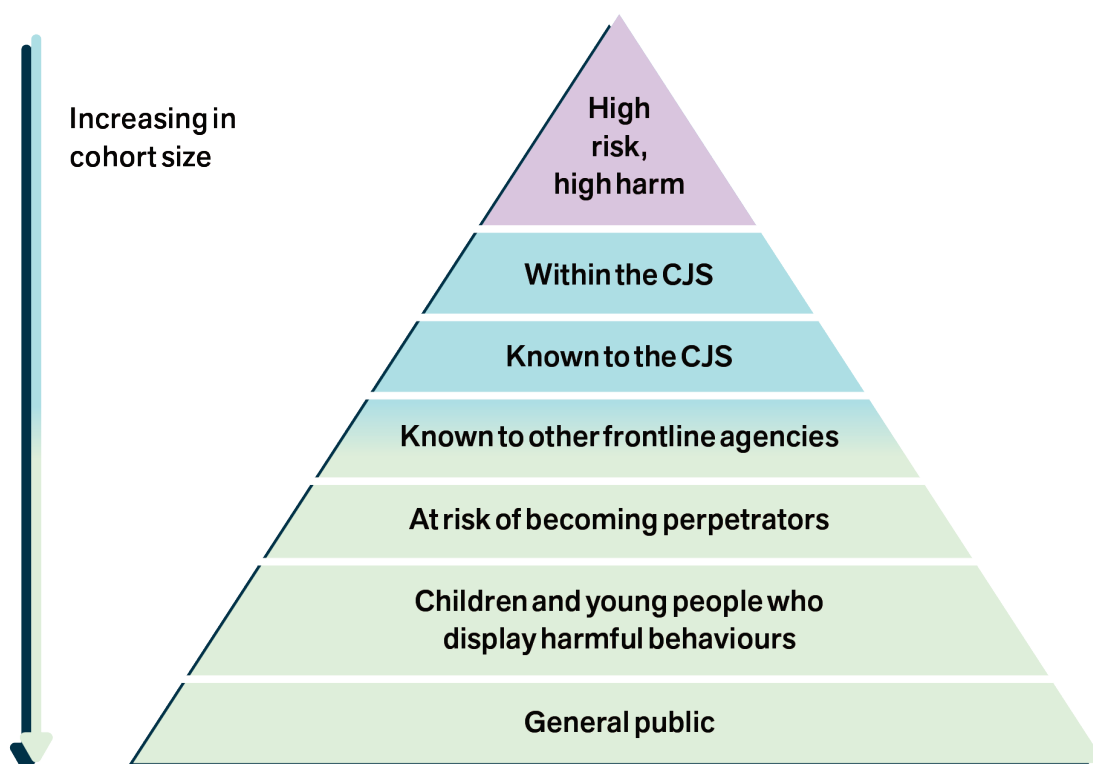 Increasing in
cohort size
High
risk,
high harm
Within the CJS
Known to the CJS
Known to other frontline agencies
At risk of becoming perpetrators
Children and young people who
display harmful behaviours
General public